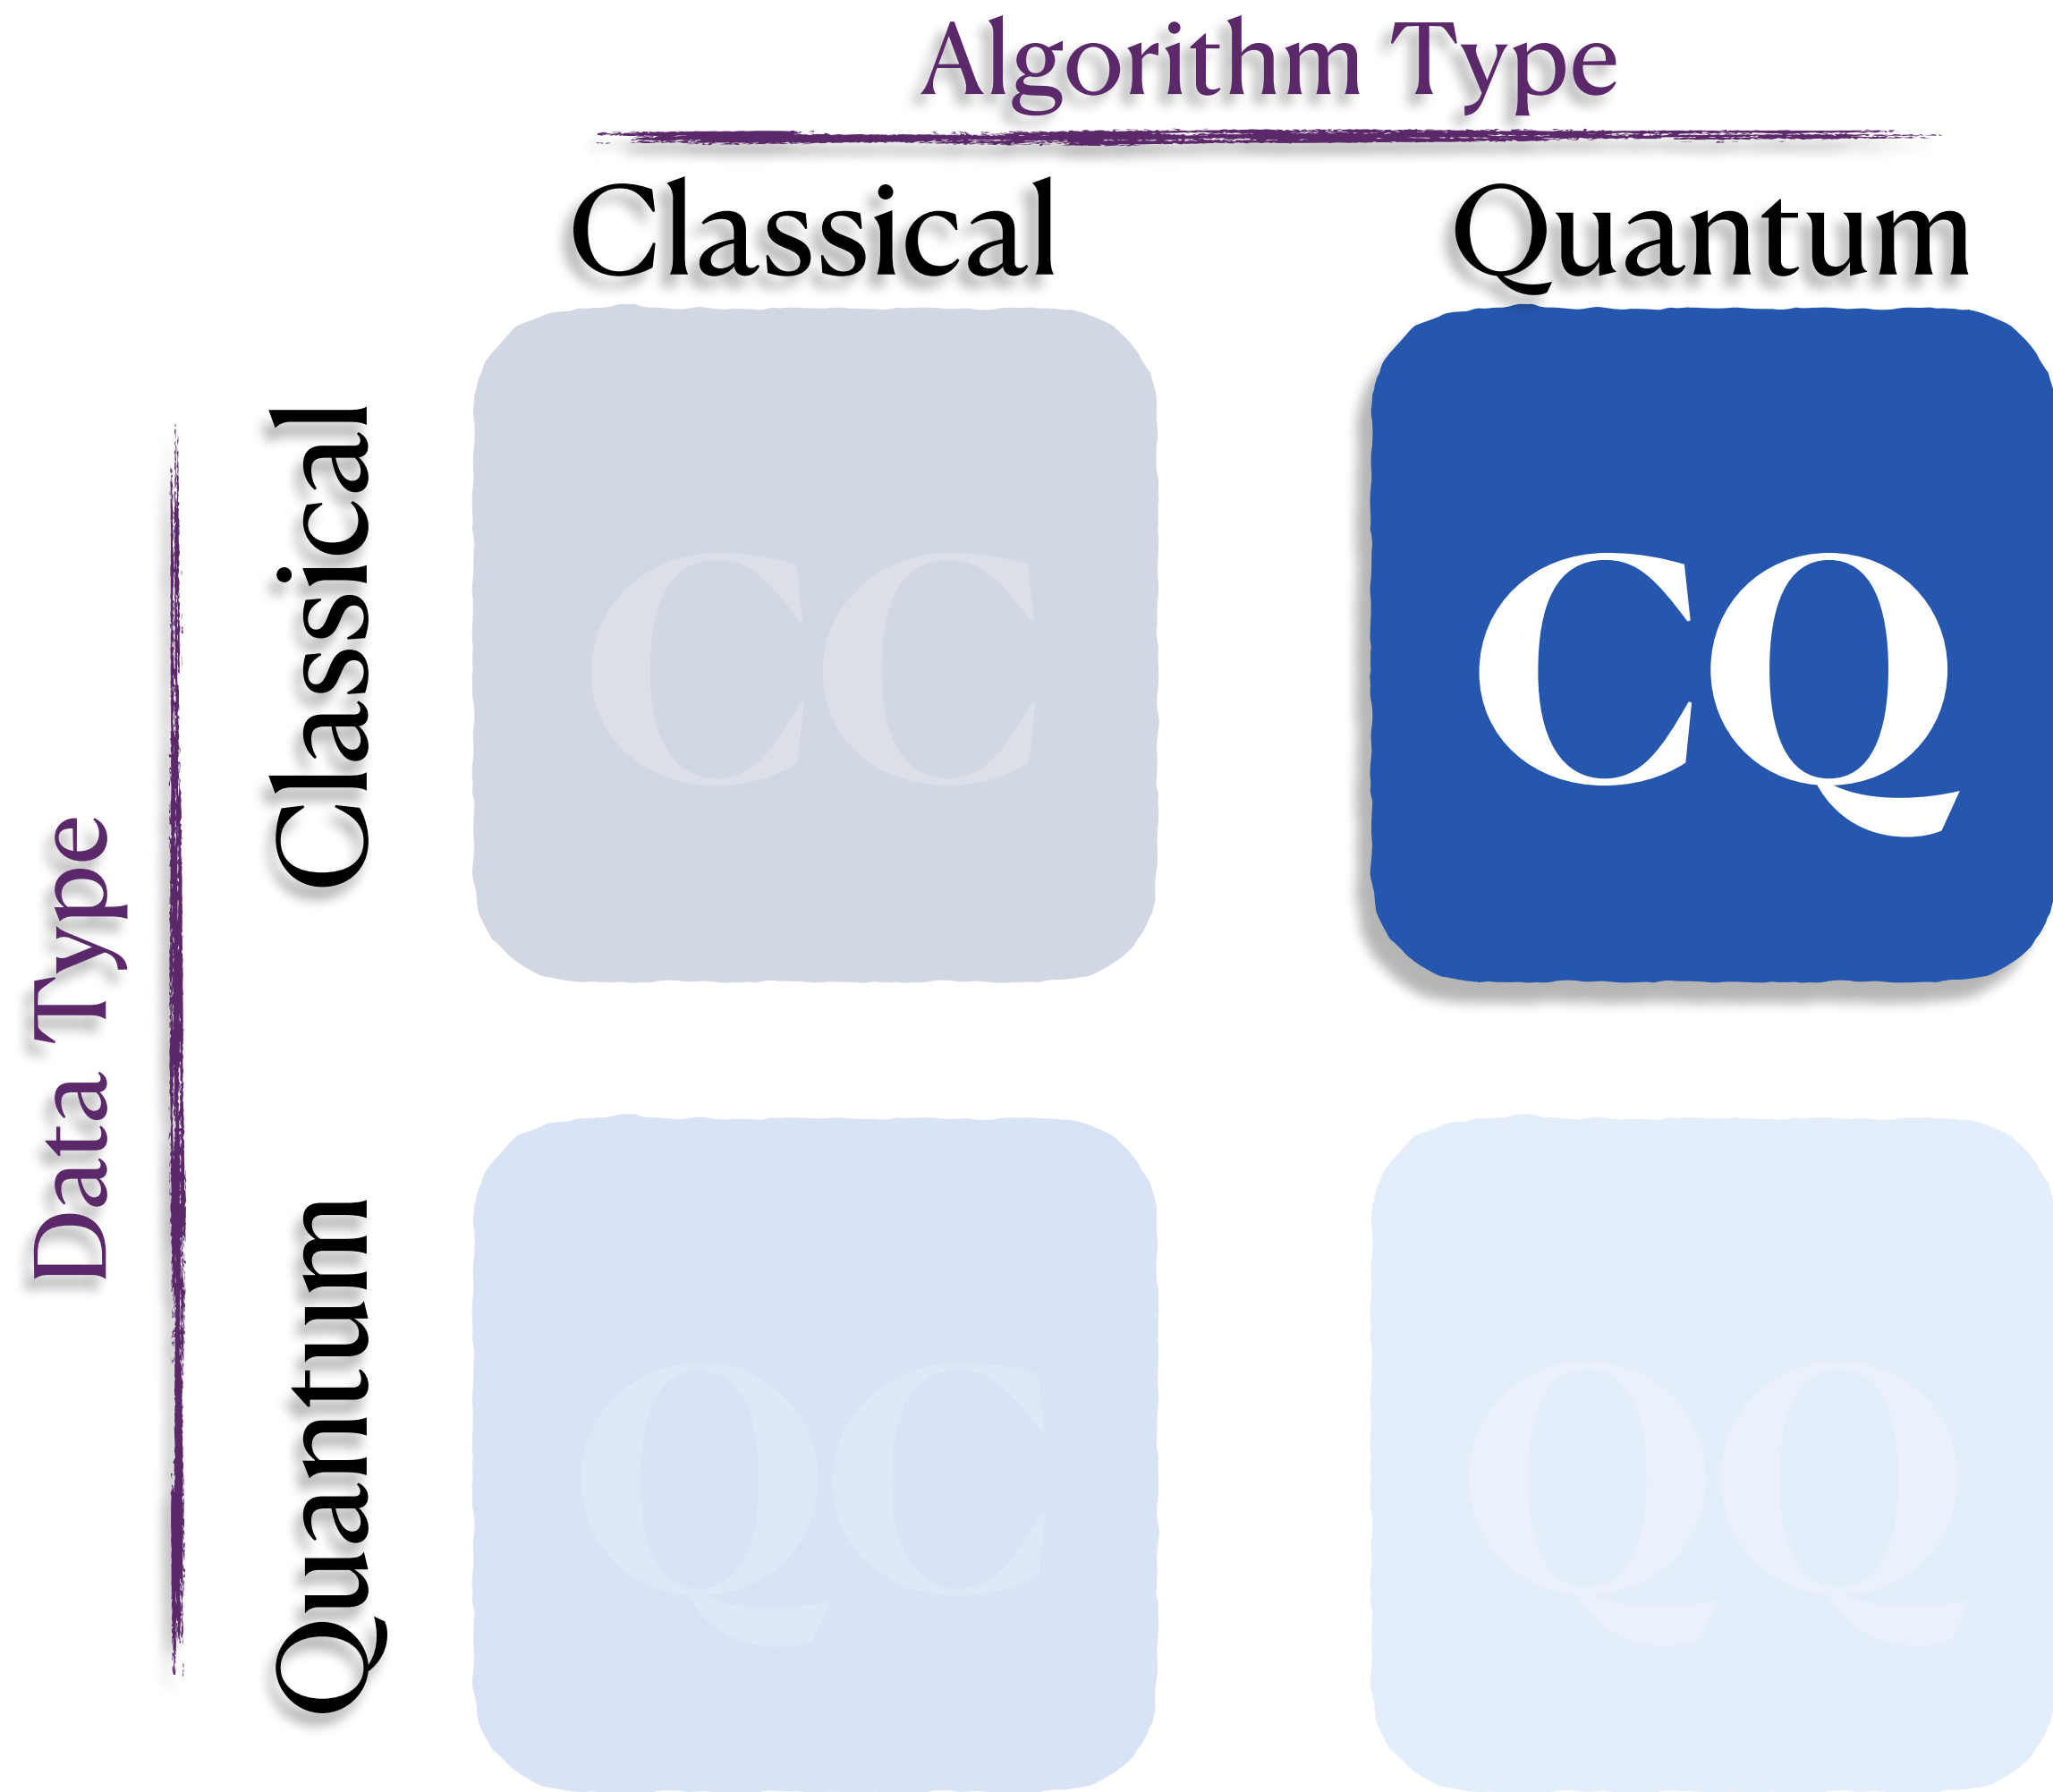 Algorithm Type
Classical
Quantum
Data Type
Classical
CC
CQ
Quantum
QC
QQ